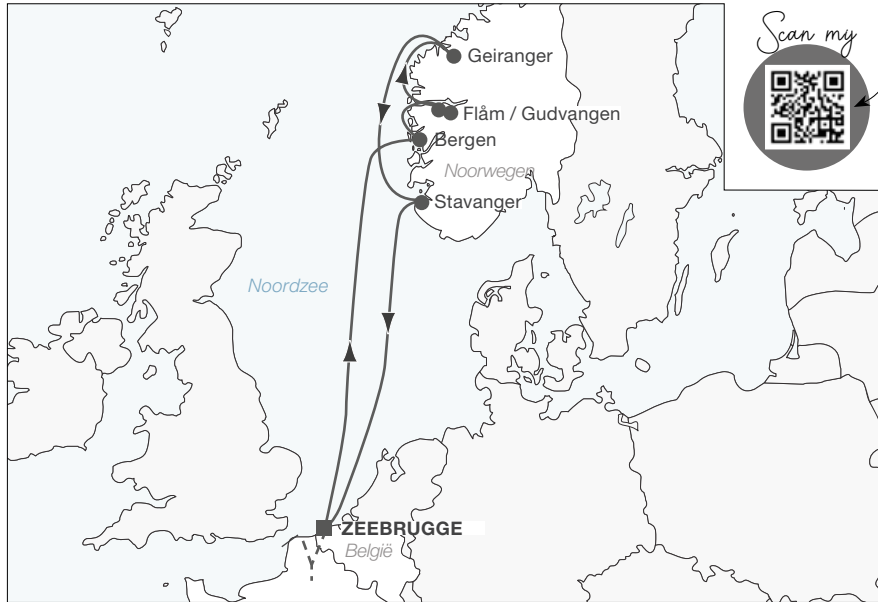 Scan my
Geiranger
Flåm / Gudvangen
Bergen
Noorwegen
Stavanger
Noordzee
ZEEBRUGGE
België